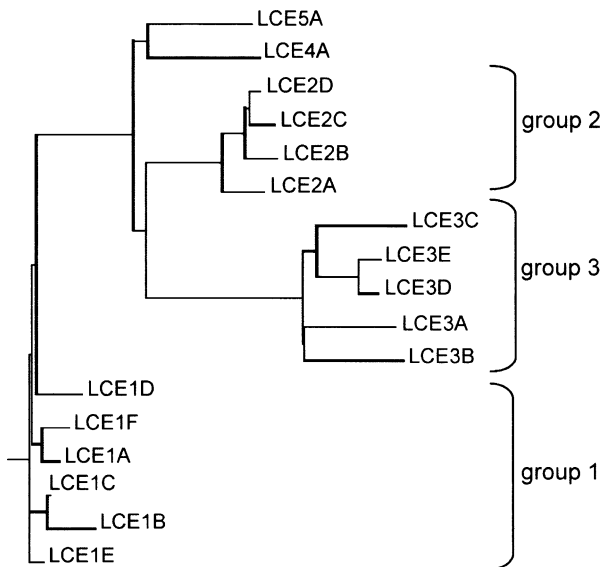 LCE5A
LCE4A
LCE2D
LCE2C
LCE2B
LCE2A
group 2
LCE3C
LCE3E
LCE3D
LCE3A
LCE3B
group 3
LCE1D
LCE1F
LCE1A
LCE1C
LCE1B
LCE1E
group 1